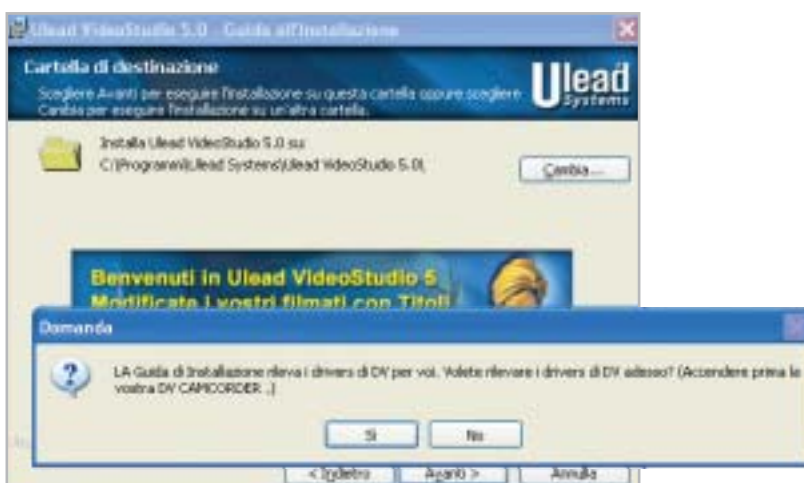 Ulead VideoStudio 5.0 - Guida all'Installazione
Cartella di destinazione
Scegliere Avanti per eseguire l'installazione su questa cartella oppure scegliere
Cambia per eseguire l'installazione su un'altra cartella.
Ulead
Systems
Installa Ulead VideoStudio 5.0 su:
C:\Programmi\Ulead Systems\Ulead VideoStudio 5.0\
Cambia...
Benvenuti in Ulead VideoStudio 5
Modificate i vostri filmati con Titoli
Domanda
LA Guida di Installazione rileva i drivers di DV per voi. Volete rilevare i drivers di DV adesso? (Accendere prima la
vostra DV CAMCORDER .)
Sì
No
< Indietro
Avanti >
Annulla